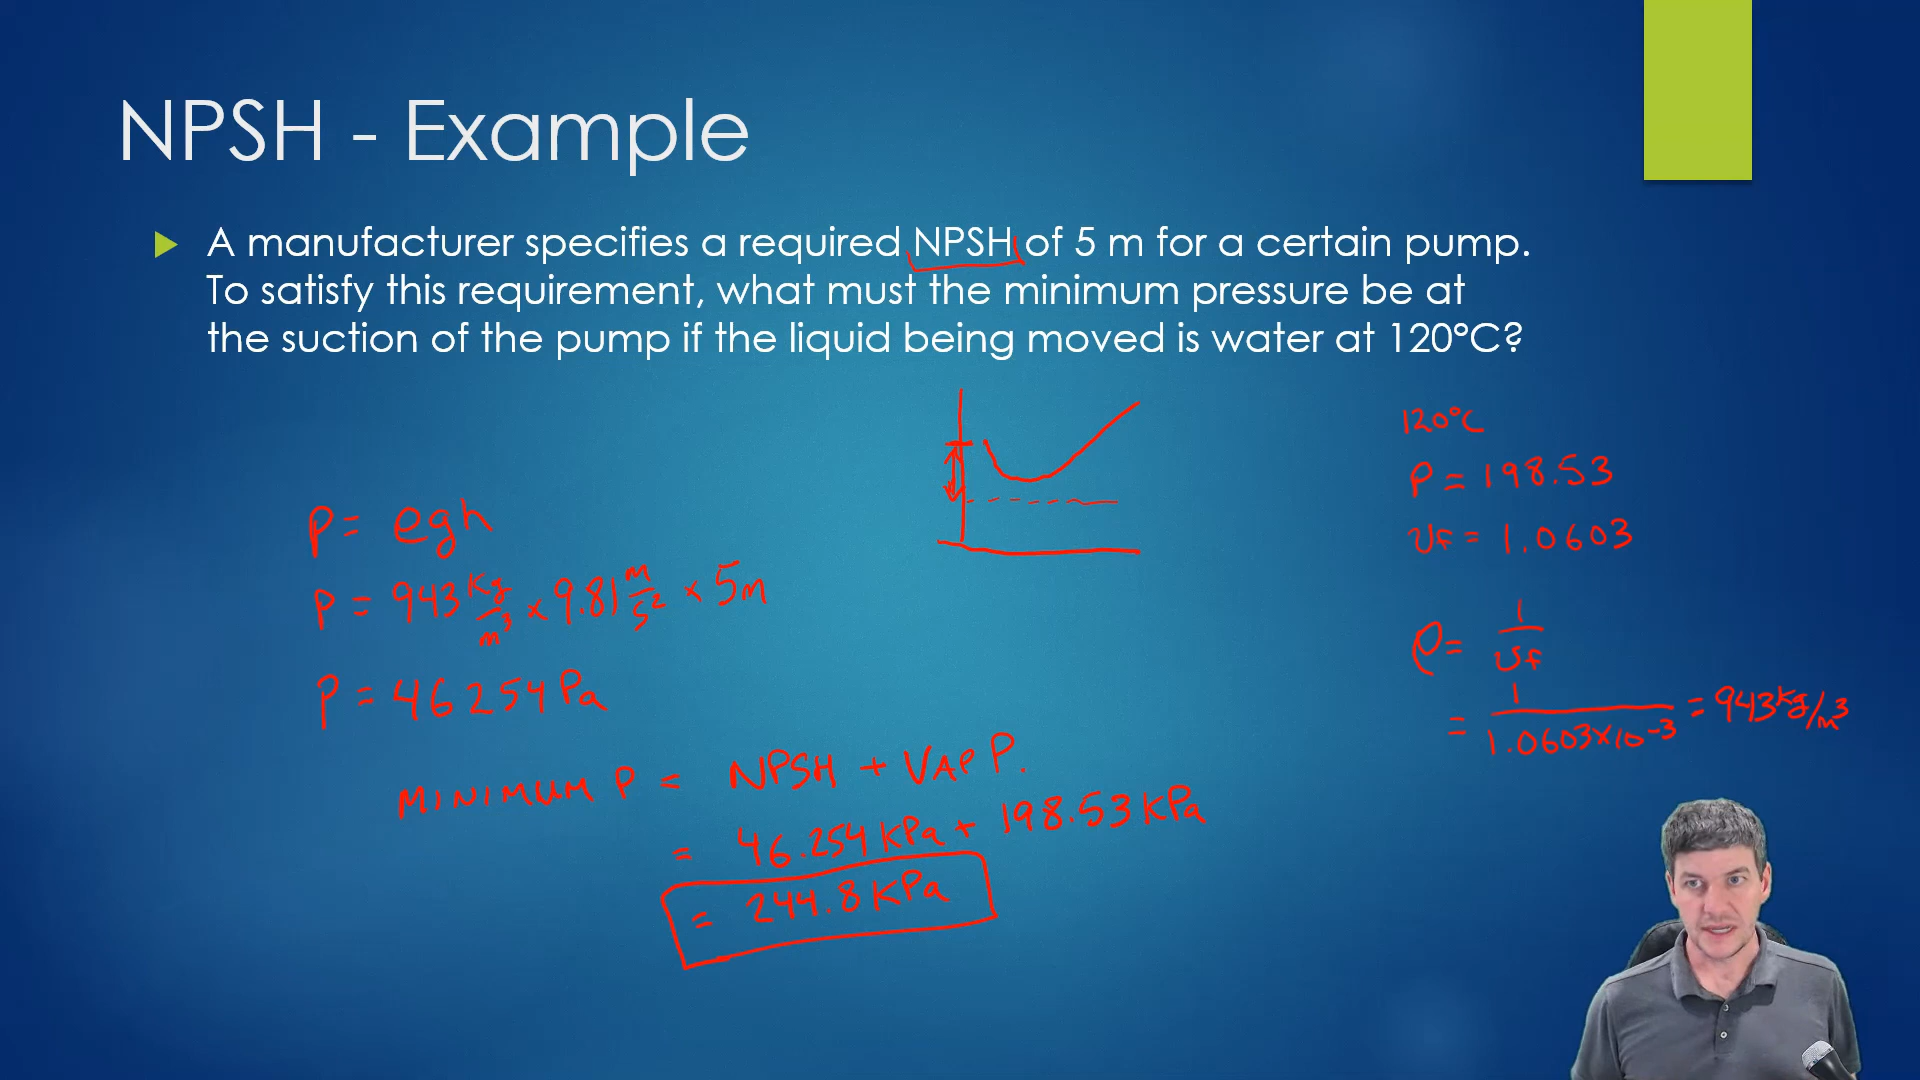 NPSH - Example
A manufacturer specifies a required NPSH of 5 m for a certain pump.
To satisfy this requirement, what must the minimum pressure be at
the suction of the pump if the liquid being moved is water at 120°C?
120°C
P = 198.53
vf = 1.0603
ρ = 1/vf
= 1/1.0603×10⁻³ = 943 kg/m³
P = ρgh
P = 943 kg/m³ × 9.81 m/s² × 5m
P = 46254 Pa
MINIMUM P = NPSH + VAP P.
= 46.254 kPa + 198.53 kPa
= 244.8 kPa